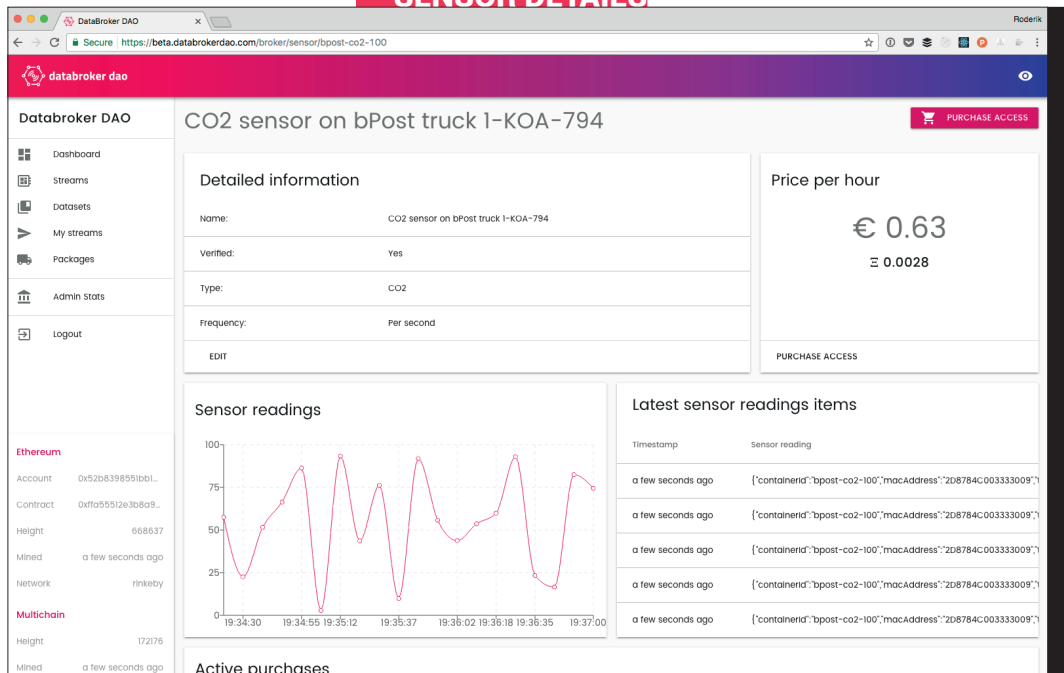 SENSOR DETAILS
DataBroker DAO
Roderik
Secure https://beta.databrokerdao.com/broker/sensor/bpost-co2-100
databroker dao
Databroker DAO
Dashboard
Streams
Datasets
My streams
Packages
Admin Stats
Logout
Ethereum
Account 0x52b8398551bb1...
Contract 0xffa55512e3b8a9...
Height 668637
Mined a few seconds ago
Network rinkeby
Multichain
Height 172176
Mined a few seconds ago
CO2 sensor on bPost truck 1-KOA-794
PURCHASE ACCESS
Detailed information
Name: CO2 sensor on bPost truck 1-KOA-794
Verified: Yes
Type: CO2
Frequency: Per second
EDIT
Price per hour
€ 0.63
Ξ 0.0028
PURCHASE ACCESS
Sensor readings
100
75
50
25
0
19:34:30 19:34:55 19:35:12 19:35:37 19:36:02 19:36:18 19:36:35 19:37:00
Latest sensor readings items
Timestamp Sensor reading
a few seconds ago {"containerId":"bpost-co2-100","macAddress":"2D8784C003333009","t
a few seconds ago {"containerId":"bpost-co2-100","macAddress":"2D8784C003333009","t
a few seconds ago {"containerId":"bpost-co2-100","macAddress":"2D8784C003333009","t
a few seconds ago {"containerId":"bpost-co2-100","macAddress":"2D8784C003333009","t
a few seconds ago {"containerId":"bpost-co2-100","macAddress":"2D8784C003333009","t
Active purchases